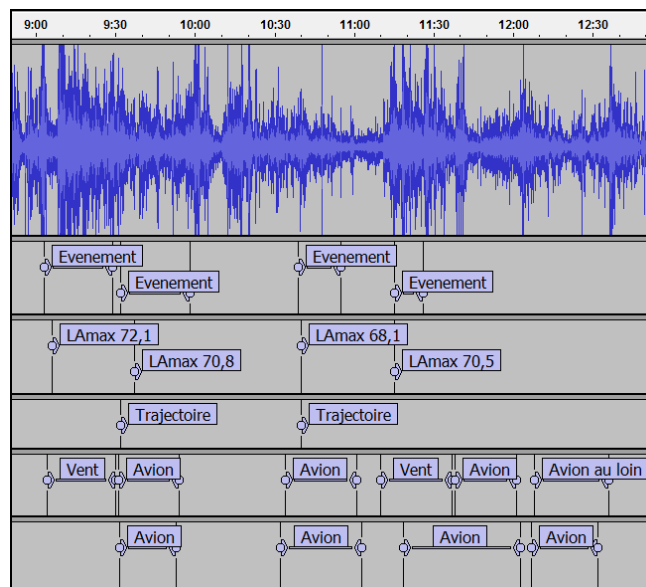 9:00 9:30 10:00 10:30 11:00 11:30 12:00 12:30
Evenement Evenement
Evenement Evenement
LAmax 72,1 LAmax 68,1
LAmax 70,8 LAmax 70,5
Trajectoire Trajectoire
Vent Avion Avion Vent Avion Avion au loin
Avion Avion Avion Avion